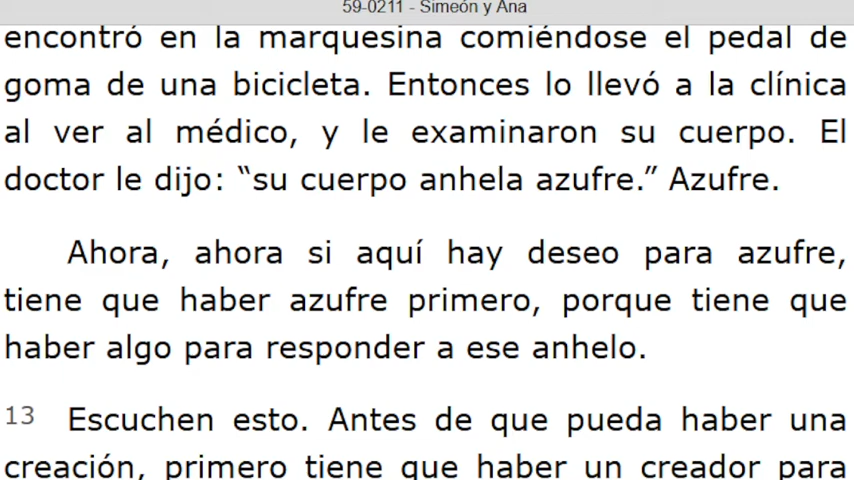 59-0211 - Simeón y Ana
encontró en la marquesina comiéndose el pedal de
goma de una bicicleta. Entonces lo llevó a la clínica
al ver al médico, y le examinaron su cuerpo. El
doctor le dijo: “su cuerpo anhela azufre.” Azufre.
Ahora, ahora si aquí hay deseo para azufre,
tiene que haber azufre primero, porque tiene que
haber algo para responder a ese anhelo.
13 Escuchen esto. Antes de que pueda haber una
creación, primero tiene que haber un creador para